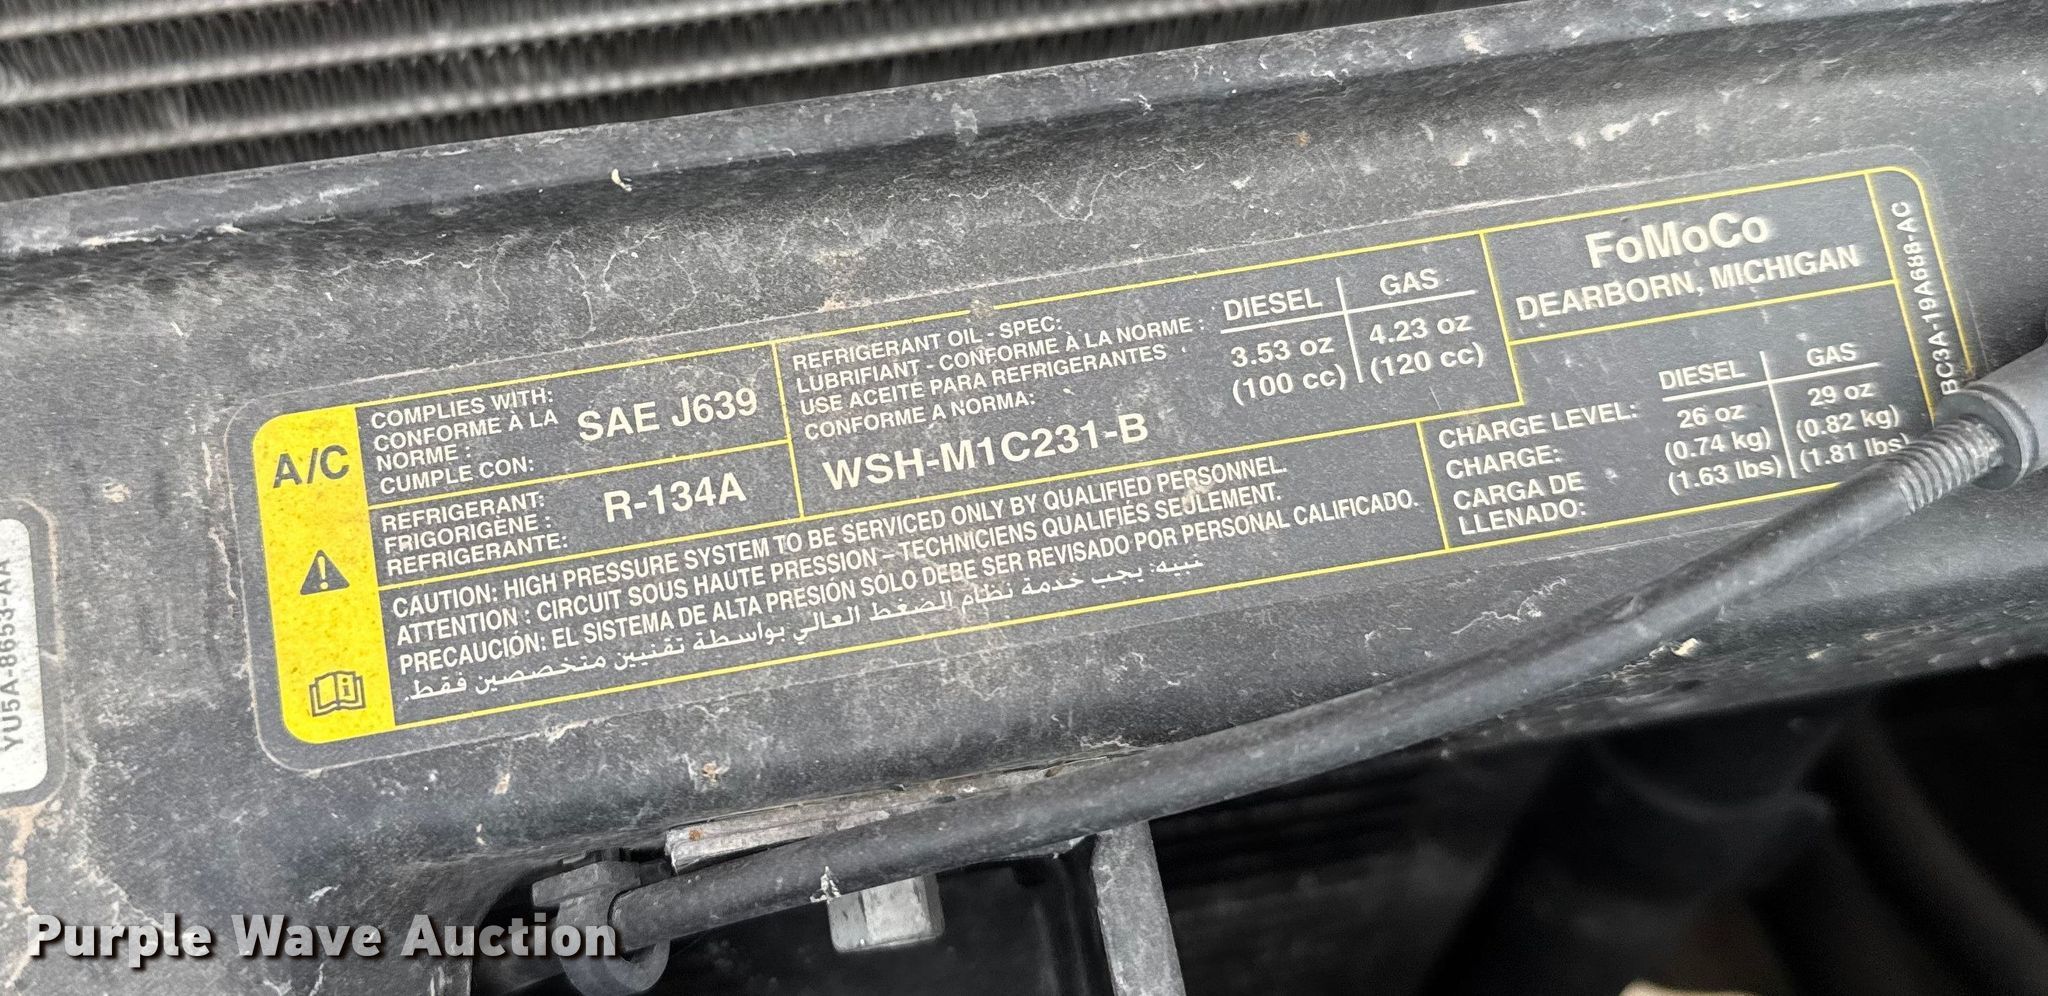 A/C
COMPLIES WITH:
CONFORME À LA
NORME :
CUMPLE CON:
SAE J639
REFRIGERANT:
FRIGORIGÈNE :
REFRIGERANTE:
R-134A
REFRIGERANT OIL - SPEC:
LUBRIFIANT - CONFORME À LA NORME :
USE ACEITE PARA REFRIGERANTES
CONFORME A NORMA:
WSH-M1C231-B
DIESEL GAS
3.53 oz 4.23 oz
(100 cc) (120 cc)
FoMoCo
DEARBORN, MICHIGAN
CHARGE LEVEL:
CHARGE:
CARGA DE
LLENADO:
DIESEL GAS
26 oz 29 oz
(0.74 kg) (0.82 kg)
(1.63 lbs) (1.81 lbs)
CAUTION: HIGH PRESSURE SYSTEM TO BE SERVICED ONLY BY QUALIFIED PERSONNEL.
ATTENTION : CIRCUIT SOUS HAUTE PRESSION – TECHNICIENS QUALIFIÉS SEULEMENT.
PRECAUCIÓN: EL SISTEMA DE ALTA PRESIÓN SÓLO DEBE SER REVISADO POR PERSONAL CALIFICADO.
تنبيه: يجب خدمة نظام الضغط العالي بواسطة تقنيين متخصصين فقط.
BC3A-19A688-AC
YU5A-8653-AA
Purple Wave Auction